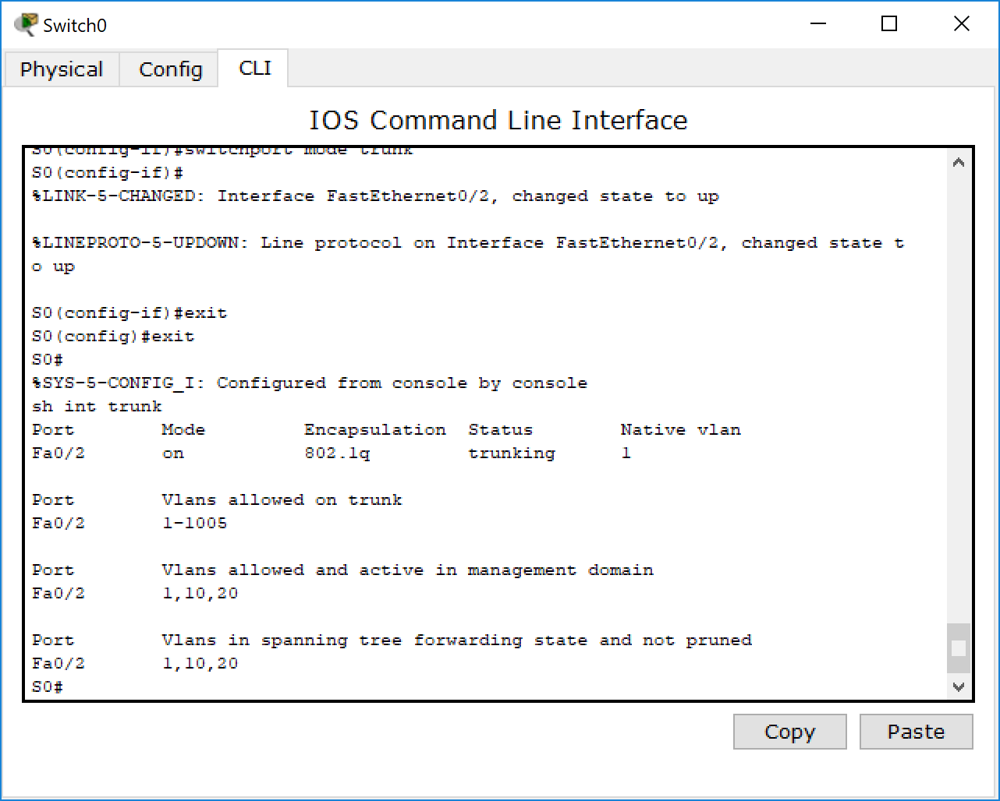 Switch0
Physical Config CLI
IOS Command Line Interface
S0(config-if)#switchport mode trunk
S0(config-if)#
%LINK-5-CHANGED: Interface FastEthernet0/2, changed state to up
%LINEPROTO-5-UPDOWN: Line protocol on Interface FastEthernet0/2, changed state t
o up
S0(config-if)#exit
S0(config)#exit
S0#
%SYS-5-CONFIG_I: Configured from console by console
sh int trunk
Port Mode Encapsulation Status Native vlan
Fa0/2 on 802.1q trunking 1
Port Vlans allowed on trunk
Fa0/2 1-1005
Port Vlans allowed and active in management domain
Fa0/2 1,10,20
Port Vlans in spanning tree forwarding state and not pruned
Fa0/2 1,10,20
S0#
Copy Paste